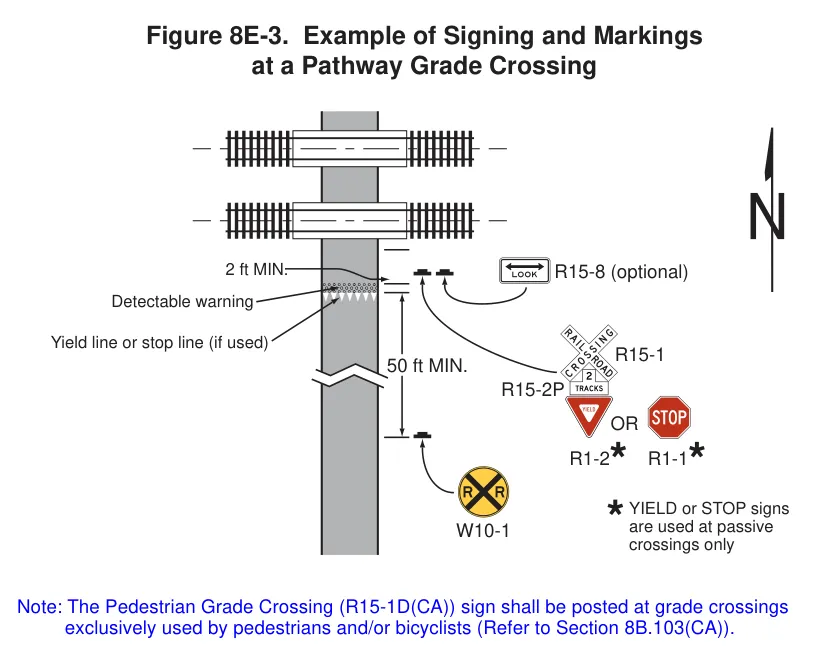 Figure 8E-3.  Example of Signing and Markings
at a Pathway Grade Crossing
N
2 ft MIN.
LOOK
R15-8 (optional)
Detectable warning
Yield line or stop line (if used)
50 ft MIN.
RAILROAD
CROSSING
R15-1
2
TRACKS
R15-2P
YIELD
OR
STOP
R1-2*
R1-1*
R R
W10-1
* YIELD or STOP signs
are used at passive
crossings only
Note: The Pedestrian Grade Crossing (R15-1D(CA)) sign shall be posted at grade crossings
exclusively used by pedestrians and/or bicyclists (Refer to Section 8B.103(CA)).